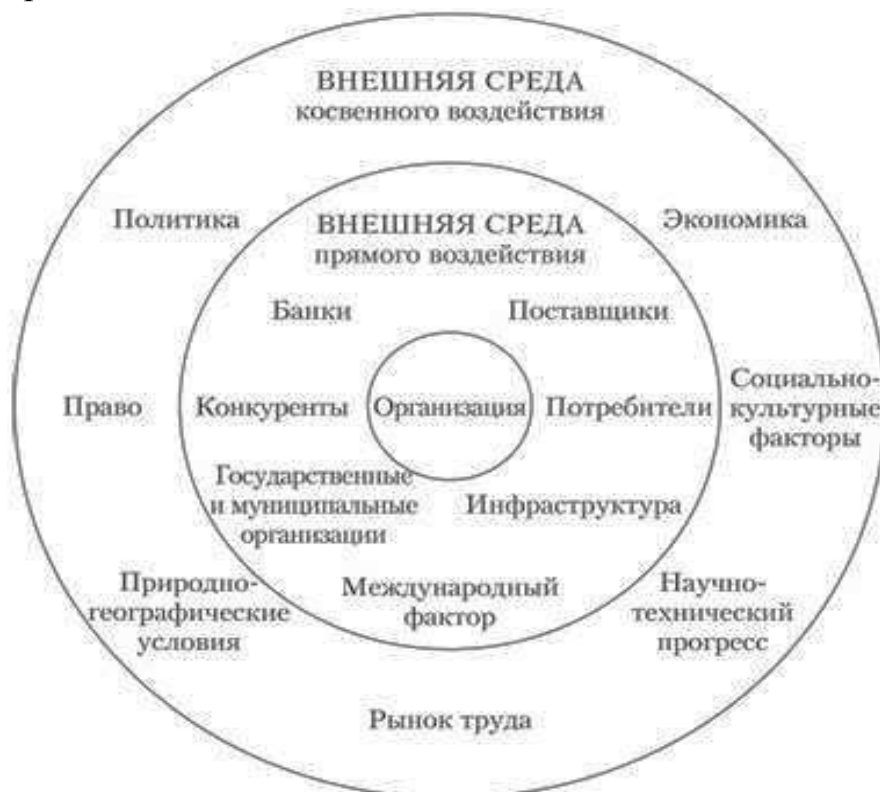 ВНЕШНЯЯ СРЕДА
косвенного воздействия
Политика
Экономика
ВНЕШНЯЯ СРЕДА
прямого воздействия
Банки
Поставщики
Право
Конкуренты
Организация
Потребители
Социально-
культурные
факторы
Государственные
и муниципальные
организации
Инфраструктура
Природно-
географические
условия
Международный
фактор
Научно-
технический
прогресс
Рынок труда